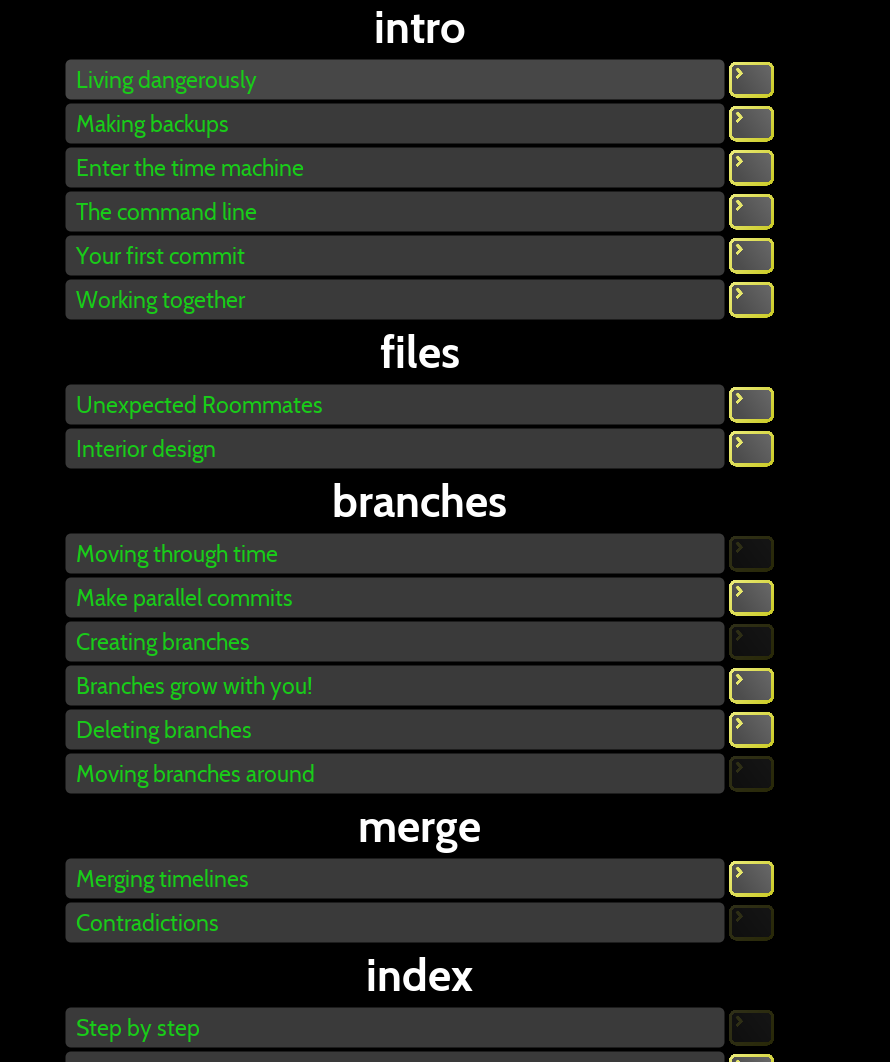 intro
Living dangerously
Making backups
Enter the time machine
The command line
Your first commit
Working together
files
Unexpected Roommates
Interior design
branches
Moving through time
Make parallel commits
Creating branches
Branches grow with you!
Deleting branches
Moving branches around
merge
Merging timelines
Contradictions
index
Step by step